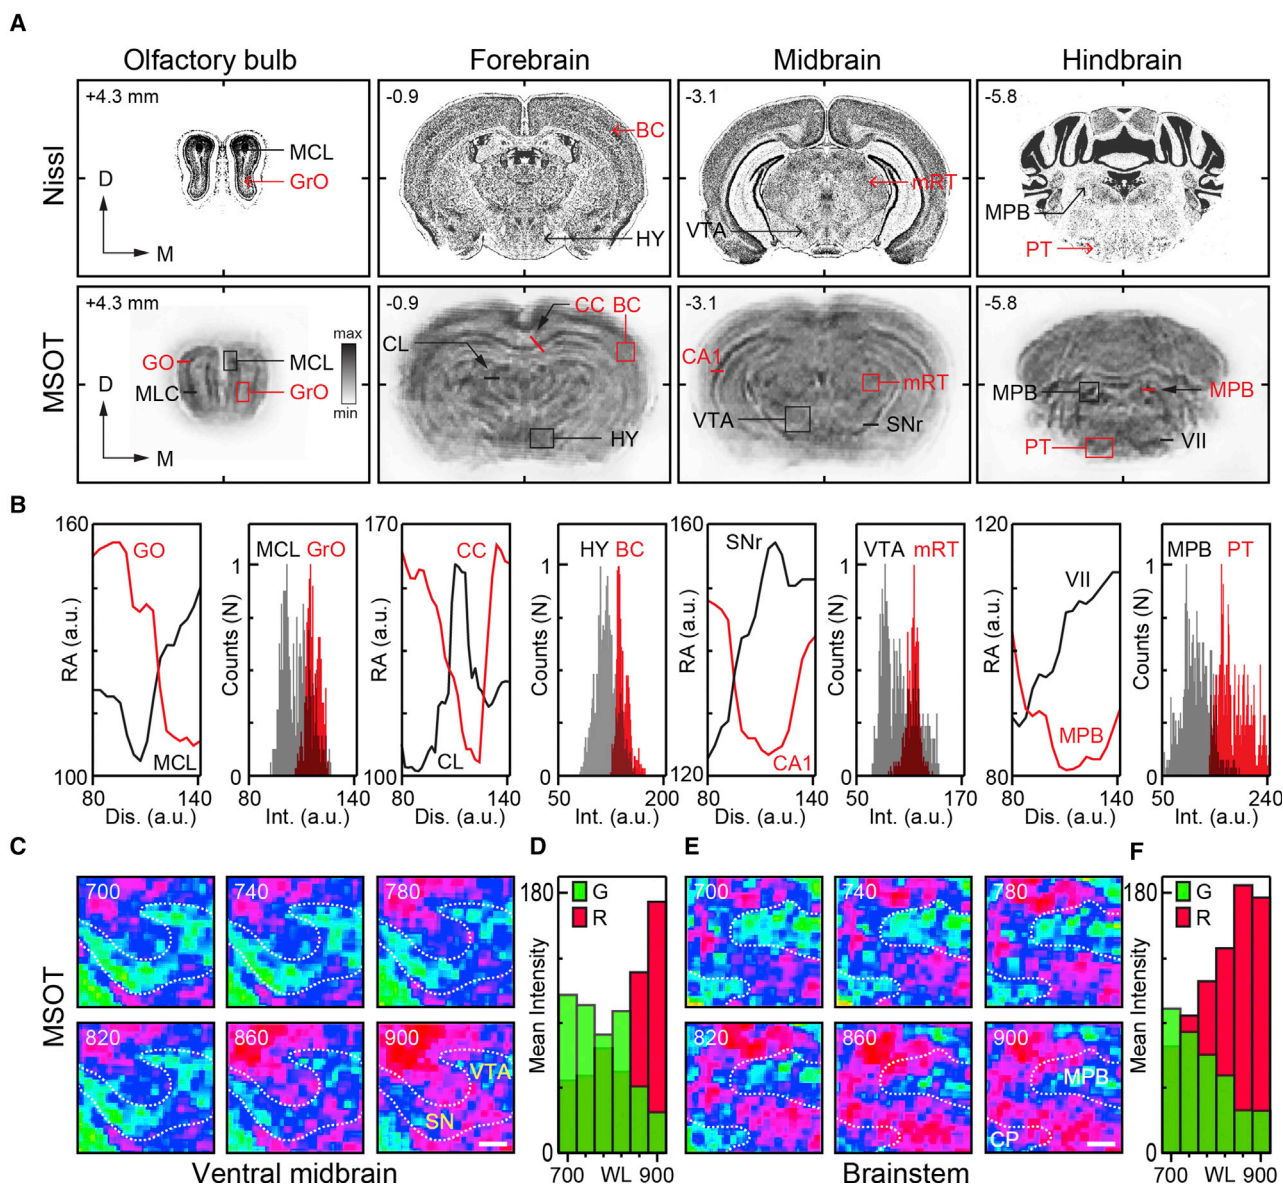 A
Olfactory bulb
Forebrain
Midbrain
Hindbrain
Nissl
+4.3 mm
MCL
GrO
D
M
-0.9
BC
HY
-3.1
mRT
VTA
-5.8
MPB
PT
MSOT
+4.3 mm
GO
MLC
MCL
GrO
max
min
D
M
-0.9
CC BC
CL
HY
-3.1
CA1
mRT
VTA
SNr
-5.8
MPB
MPB
PT
VII
B
160
RA (a.u.)
100
GO
MCL
80 140
Dis. (a.u.)
Counts (N)
1
0
MCL GrO
40 140
Int. (a.u.)
170
RA (a.u.)
100
CC
CL
80 140
Dis. (a.u.)
Counts (N)
1
0
HY BC
50 200
Int. (a.u.)
160
RA (a.u.)
120
SNr
CA1
80 140
Dis. (a.u.)
Counts (N)
1
0
VTA mRT
50 170
Int. (a.u.)
120
RA (a.u.)
80
VII
MPB
80 140
Dis. (a.u.)
Counts (N)
1
0
MPB PT
50 240
Int. (a.u.)
C
MSOT
700
740
780
820
860
900
VTA
SN
Ventral midbrain
D
180
Mean Intensity
0
G
R
700 WL 900
E
700
740
780
820
860
900
MPB
CP
Brainstem
F
180
Mean Intensity
0
G
R
700 WL 900